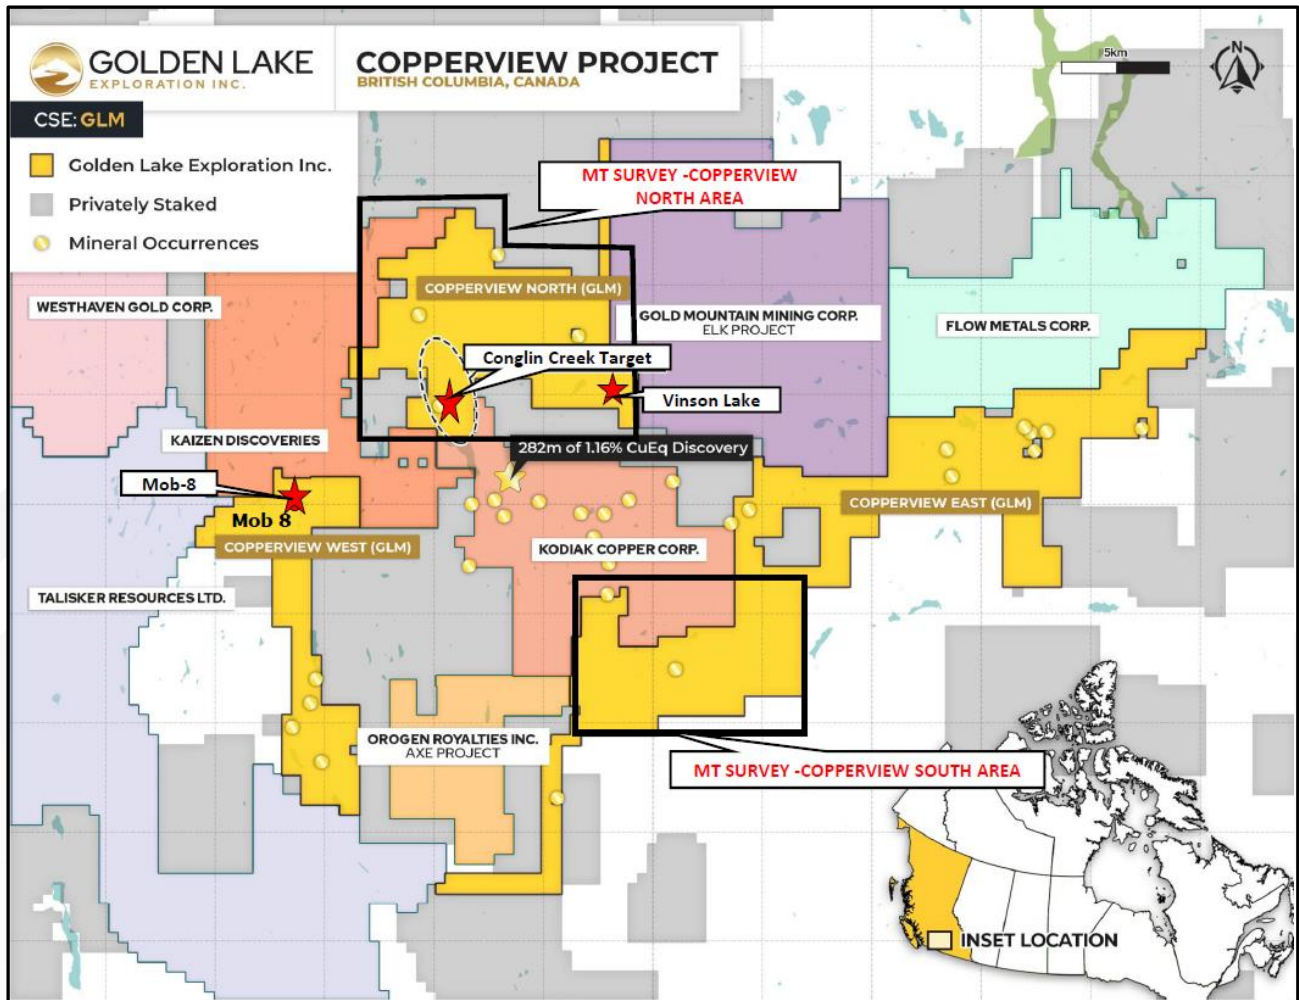 GOLDEN LAKE
EXPLORATION INC.
COPPERVIEW PROJECT
BRITISH COLUMBIA, CANADA
5km
N
CSE: GLM
Golden Lake Exploration Inc.
Privately Staked
Mineral Occurrences
MT SURVEY -COPPERVIEW
NORTH AREA
COPPERVIEW NORTH (GLM)
WESTHAVEN GOLD CORP.
GOLD MOUNTAIN MINING CORP.
ELK PROJECT
FLOW METALS CORP.
Conglin Creek Target
Vinson Lake
KAIZEN DISCOVERIES
282m of 1.16% CuEq Discovery
Mob-8
Mob 8
COPPERVIEW EAST (GLM)
COPPERVIEW WEST (GLM)
KODIAK COPPER CORP.
TALISKER RESOURCES LTD.
OROGEN ROYALTIES INC.
AXE PROJECT
MT SURVEY -COPPERVIEW SOUTH AREA
INSET LOCATION